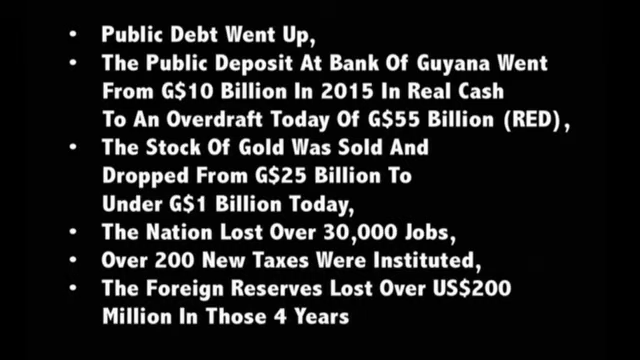 • Public Debt Went Up,
• The Public Deposit At Bank Of Guyana Went
From G$10 Billion In 2015 In Real Cash
To An Overdraft Today Of G$55 Billion (RED),
• The Stock Of Gold Was Sold And
Dropped From G$25 Billion To
Under G$1 Billion Today,
• The Nation Lost Over 30,000 Jobs,
• Over 200 New Taxes Were Instituted,
• The Foreign Reserves Lost Over US$200
Million In Those 4 Years